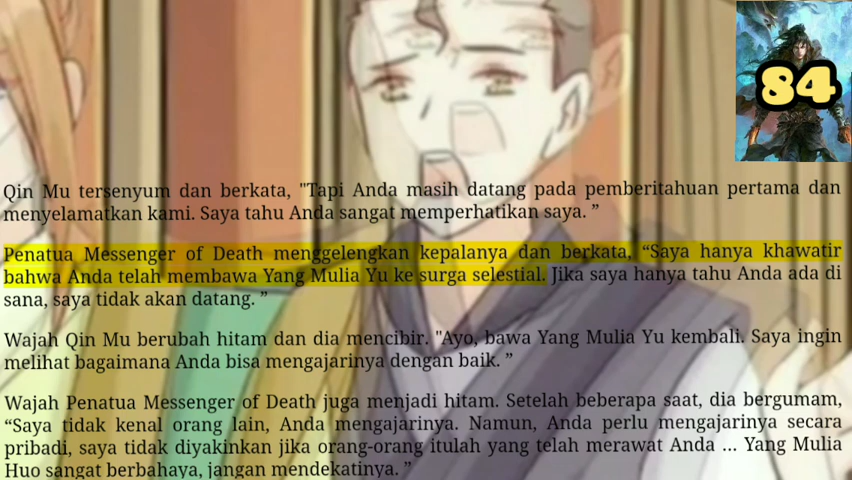 84
Qin Mu tersenyum dan berkata, "Tapi Anda masih datang pada pemberitahuan pertama dan
menyelamatkan kami. Saya tahu Anda sangat memperhatikan saya. ”
Penatua Messenger of Death menggelengkan kepalanya dan berkata, “Saya hanya khawatir
bahwa Anda telah membawa Yang Mulia Yu ke surga selestial. Jika saya hanya tahu Anda ada di
sana, saya tidak akan datang. ”
Wajah Qin Mu berubah hitam dan dia mencibir. "Ayo, bawa Yang Mulia Yu kembali. Saya ingin
melihat bagaimana Anda bisa mengajarinya dengan baik. ”
Wajah Penatua Messenger of Death juga menjadi hitam. Setelah beberapa saat, dia bergumam,
“Saya tidak kenal orang lain, Anda mengajarinya. Namun, Anda perlu mengajarinya secara
pribadi, saya tidak diyakinkan jika orang-orang itulah yang telah merawat Anda ... Yang Mulia
Huo sangat berbahaya, jangan mendekatinya. ”